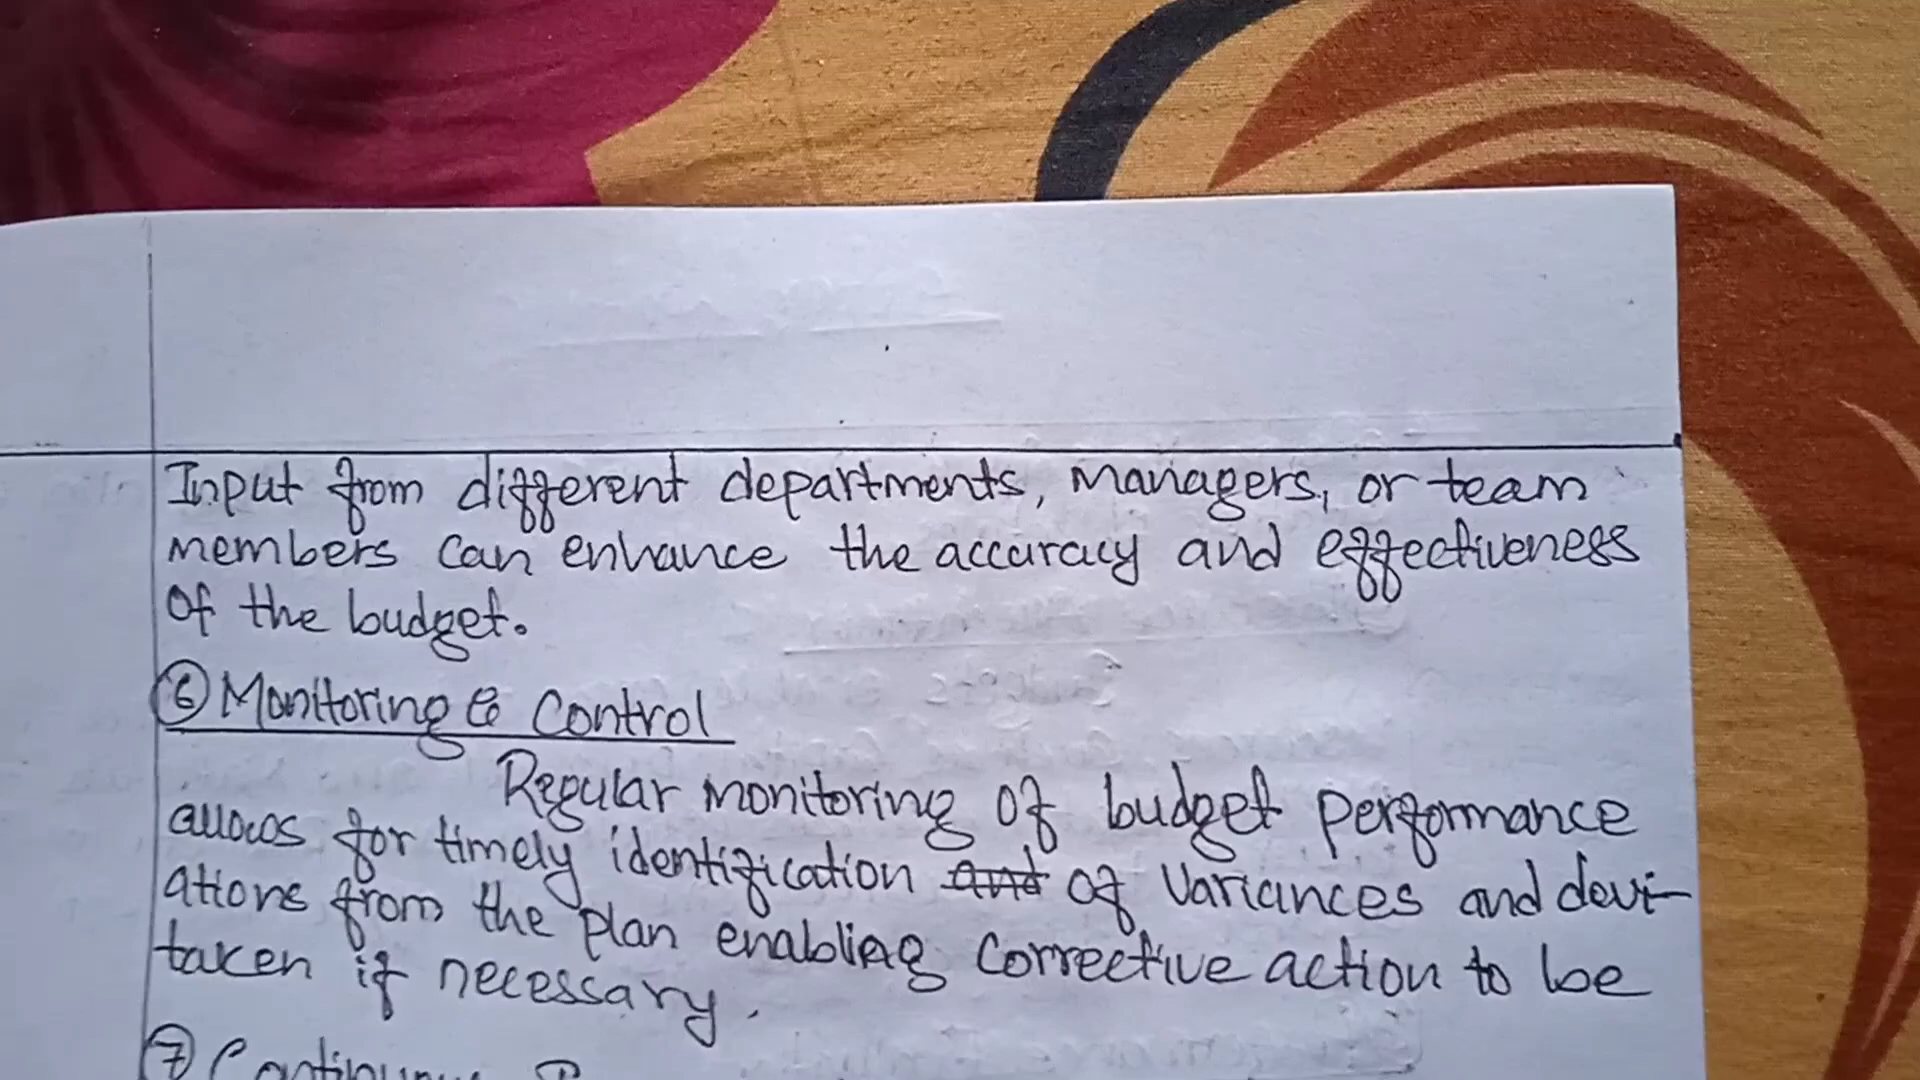 Input from different departments, managers, or team
members can enhance the accuracy and effectiveness
of the budget.
⑥ Monitoring & Control
Regular monitoring of budget performance
allows for timely identification and of variances and devi-
ations from the plan enabling corrective action to be
taken if necessary.
⑦ Continuous